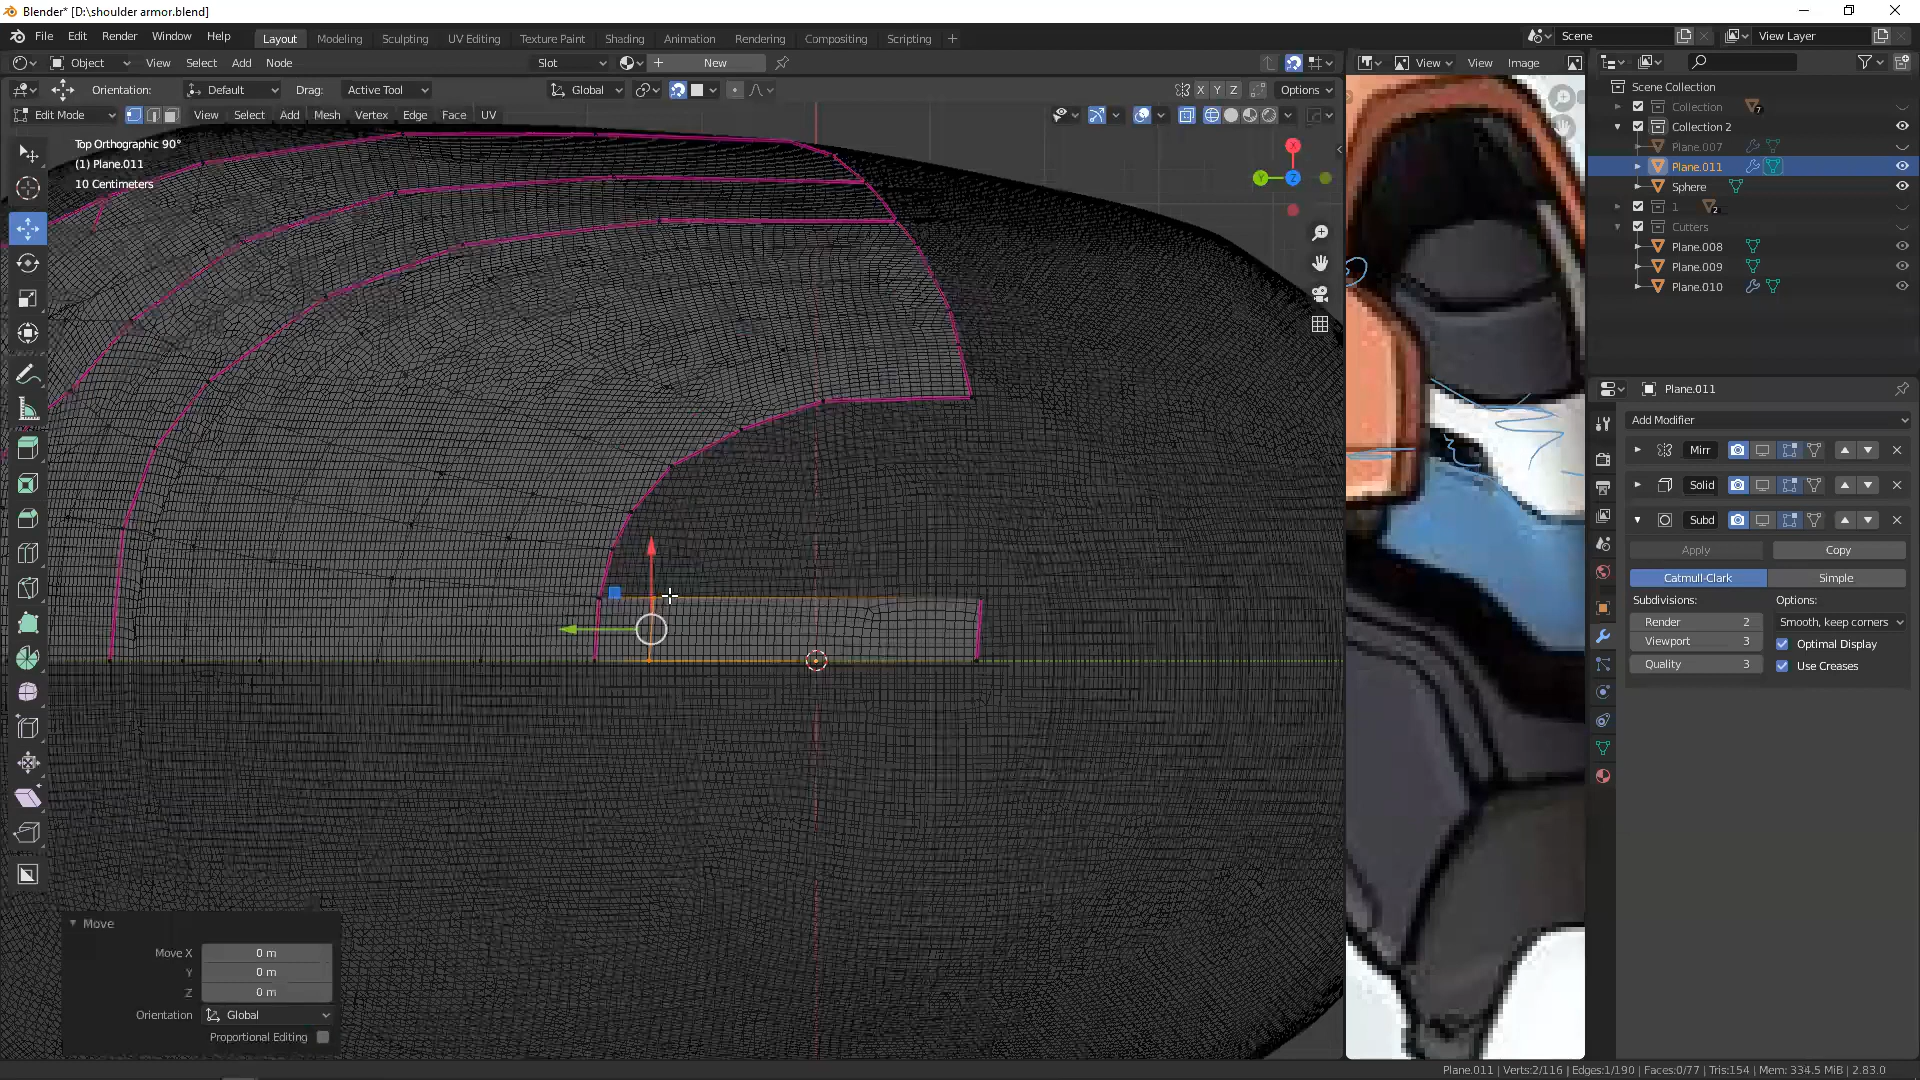 Blender* [D:\shoulder armor.blend]
File Edit Render Window Help
Layout Modeling Sculpting UV Editing Texture Paint Shading Animation Rendering Compositing Scripting +
Scene
View Layer
Object View Select Add Node
Slot
New
View View Image
Orientation: Default Drag: Active Tool
Global
X Y Z
Options
Edit Mode View Select Add Mesh Vertex Edge Face UV
Top Orthographic 90°
(1) Plane.011
10 Centimeters
X
Y
Z
Scene Collection
Collection 7
Collection 2
Plane.007
Plane.011
Sphere
1 2
Cutters
Plane.008
Plane.009
Plane.010
Plane.011
Add Modifier
Mirr
Solid
Subd
Apply Copy
Catmull-Clark Simple
Subdivisions: Options:
Render 2 Smooth, keep corners
Viewport 3 Optimal Display
Quality 3 Use Creases
Move
Move X 0 m
Y 0 m
Z 0 m
Orientation Global
Proportional Editing
Plane.011 | Verts:2/116 | Edges:1/190 | Faces:0/77 | Tris:154 | Mem: 334.5 MiB | 2.83.0